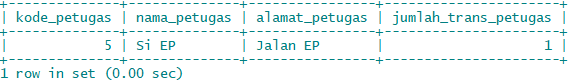 +--------------+--------------+----------------+----------------------+
| kode_petugas | nama_petugas | alamat_petugas | jumlah_trans_petugas |
+--------------+--------------+----------------+----------------------+
|            5 | Si EP        | Jalan EP       |                    1 |
+--------------+--------------+----------------+----------------------+
1 row in set (0.00 sec)